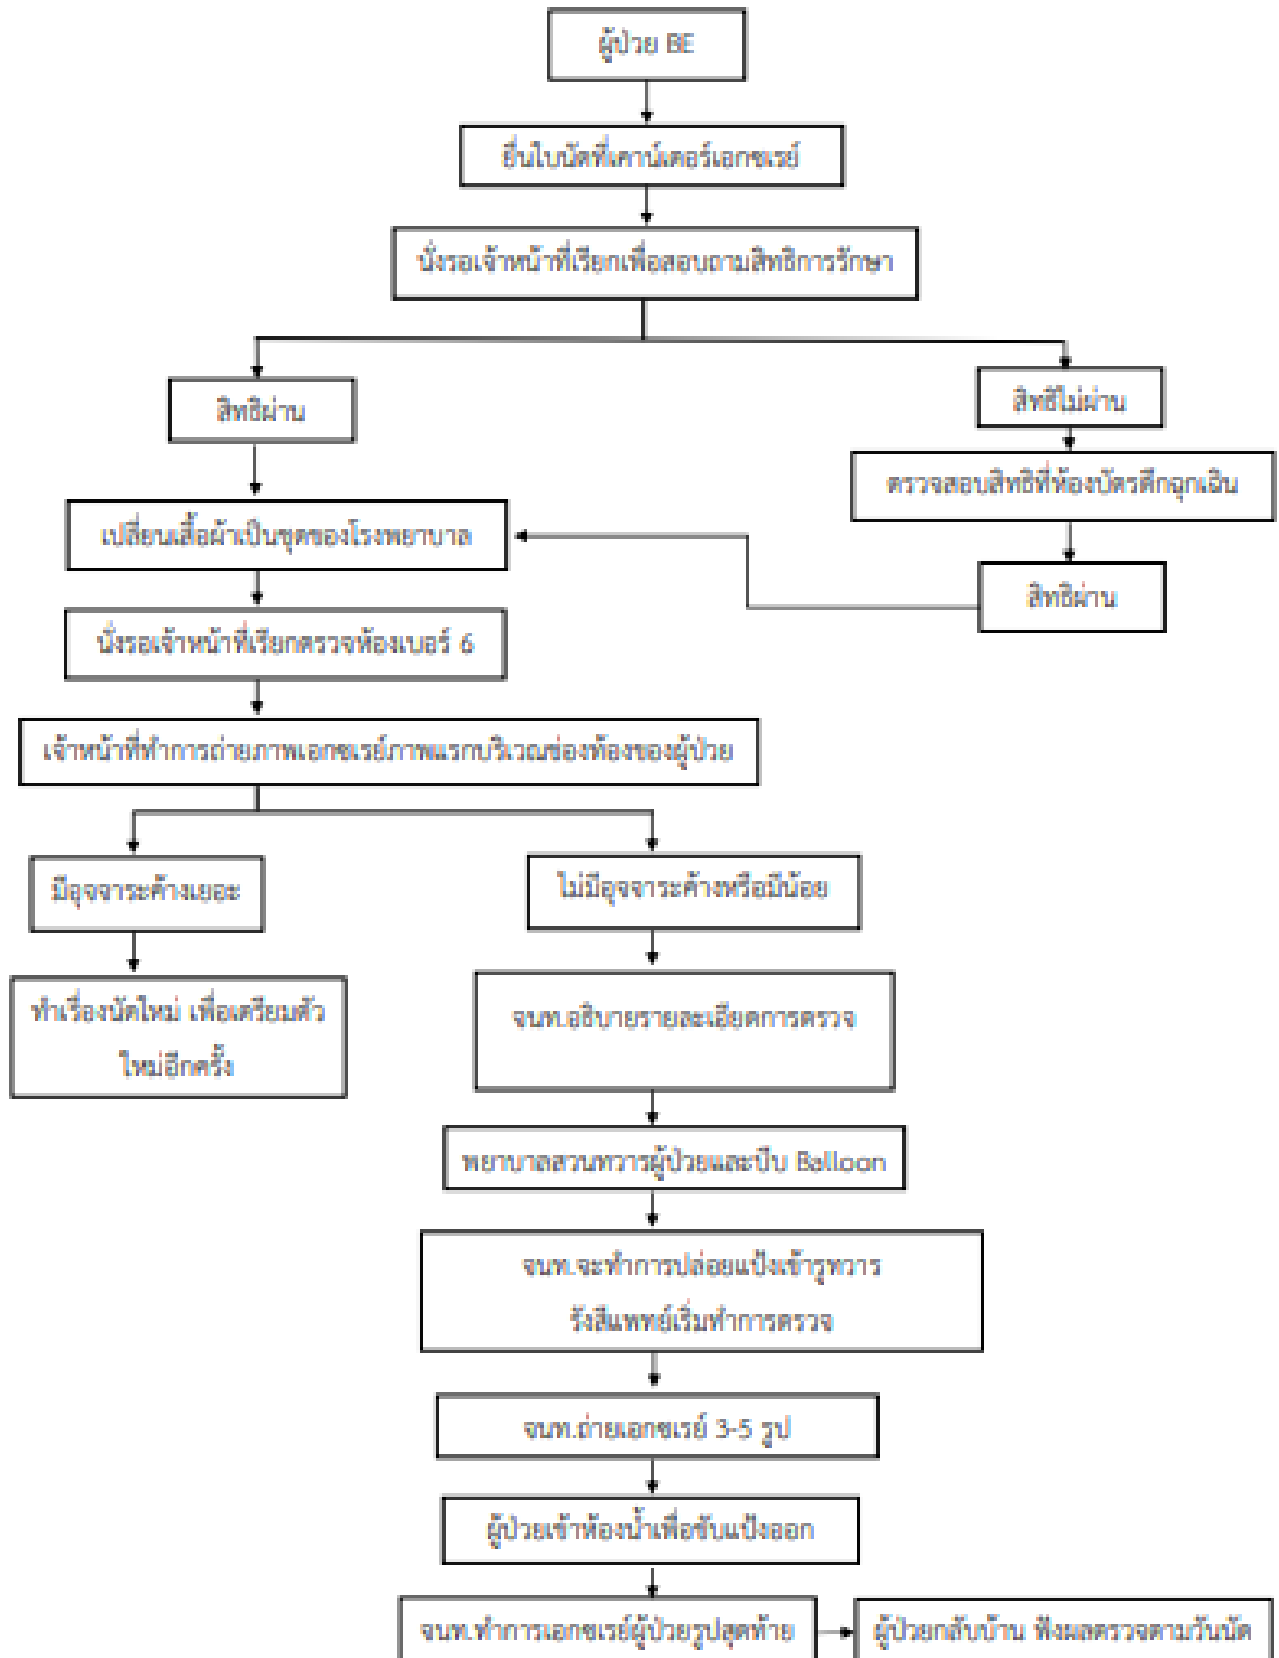 ผู้ป่วย BE
ยื่นใบนัดที่เคาน์เตอร์เอกซเรย์
นั่งรอเจ้าหน้าที่เรียกเพื่อสอบถามสิทธิการรักษา
สิทธิผ่าน
สิทธิไม่ผ่าน
ตรวจสอบสิทธิที่ห้องบัตรตึกฉุกเฉิน
เปลี่ยนเสื้อผ้าเป็นชุดของโรงพยาบาล
สิทธิผ่าน
นั่งรอเจ้าหน้าที่เรียกตรวจห้องเบอร์ 6
เจ้าหน้าที่ทำการถ่ายภาพเอกซเรย์ภาพแรกบริเวณช่องท้องของผู้ป่วย
มีอุจจาระค้างเยอะ
ไม่มีอุจจาระค้างหรือมีน้อย
ทำเรื่องนัดใหม่ เพื่อเตรียมตัว
ใหม่อีกครั้ง
จนท.อธิบายรายละเอียดการตรวจ
พยาบาลสวนทวารผู้ป่วยและบีบ Balloon
จนท.จะทำการปล่อยแป้งเข้ารูทวาร
รังสีแพทย์เริ่มทำการตรวจ
จนท.ถ่ายเอกซเรย์ 3-5 รูป
ผู้ป่วยเข้าห้องน้ำเพื่อขับแป้งออก
จนท.ทำการเอกซเรย์ผู้ป่วยรูปสุดท้าย
ผู้ป่วยกลับบ้าน ฟังผลตรวจตามวันนัด